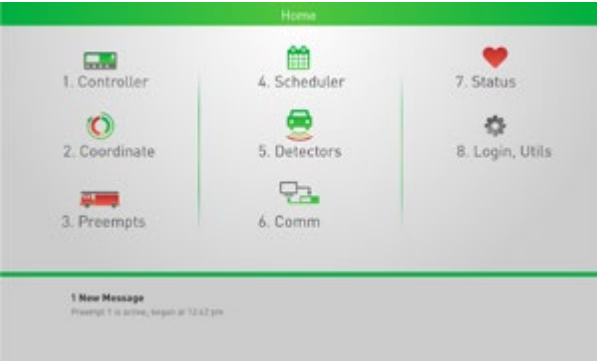 Home
1. Controller
2. Coordinate
3. Preempts
4. Scheduler
5. Detectors
6. Comm
7. Status
8. Login, Utils
1 New Message
Preempt 1 is active, began at 12:42 pm